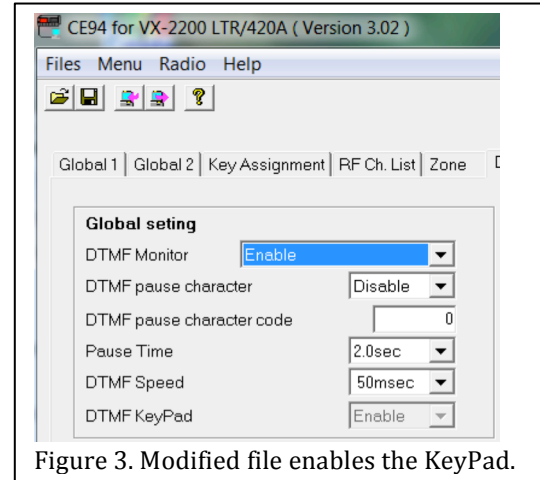 CE94 for VX-2200 LTR/420A ( Version 3.02 )
Files Menu Radio Help
Global 1 Global 2 Key Assignment RF Ch. List Zone
Global seting
DTMF Monitor Enable
DTMF pause character Disable
DTMF pause character code 0
Pause Time 2.0sec
DTMF Speed 50msec
DTMF KeyPad Enable
Figure 3. Modified file enables the KeyPad.